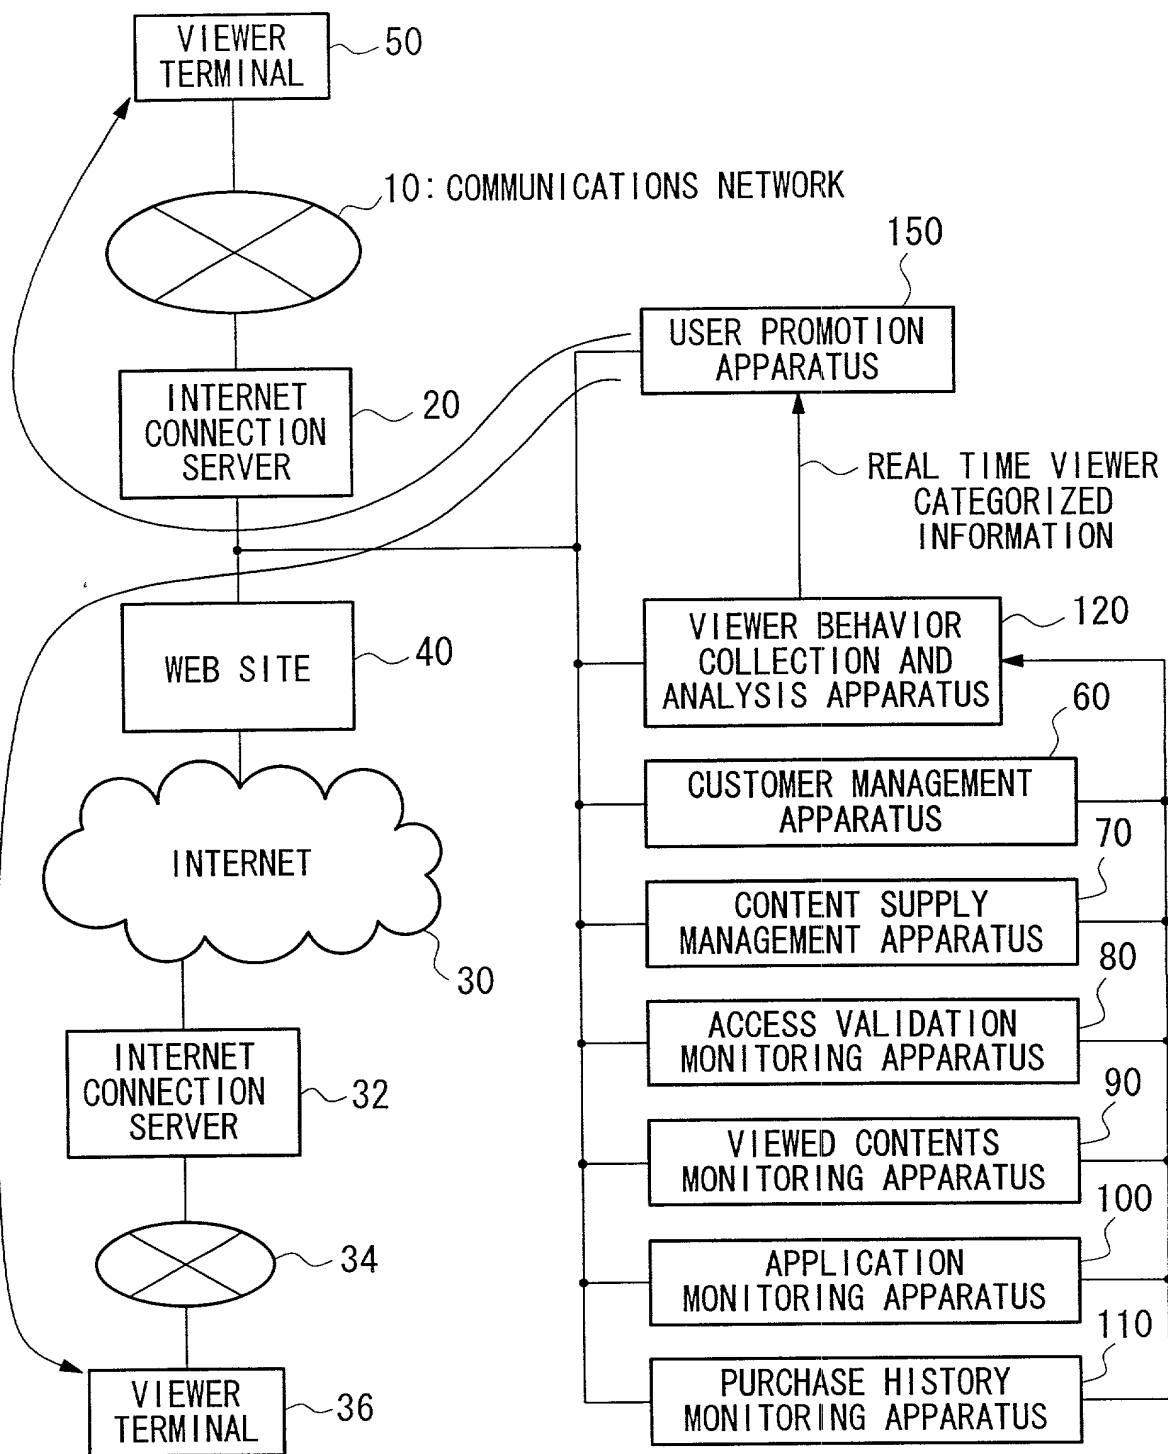 VIEWER
TERMINAL
50
10: COMMUNICATIONS NETWORK
150
USER PROMOTION
APPARATUS
INTERNET
CONNECTION
SERVER
20
REAL TIME VIEWER
CATEGORIZED
INFORMATION
WEB SITE
40
VIEWER BEHAVIOR
COLLECTION AND
ANALYSIS APPARATUS
120
60
CUSTOMER MANAGEMENT
APPARATUS
INTERNET
30
70
CONTENT SUPPLY
MANAGEMENT APPARATUS
80
ACCESS VALIDATION
MONITORING APPARATUS
INTERNET
CONNECTION
SERVER
32
90
VIEWED CONTENTS
MONITORING APPARATUS
34
100
APPLICATION
MONITORING APPARATUS
110
PURCHASE HISTORY
MONITORING APPARATUS
VIEWER
TERMINAL
36